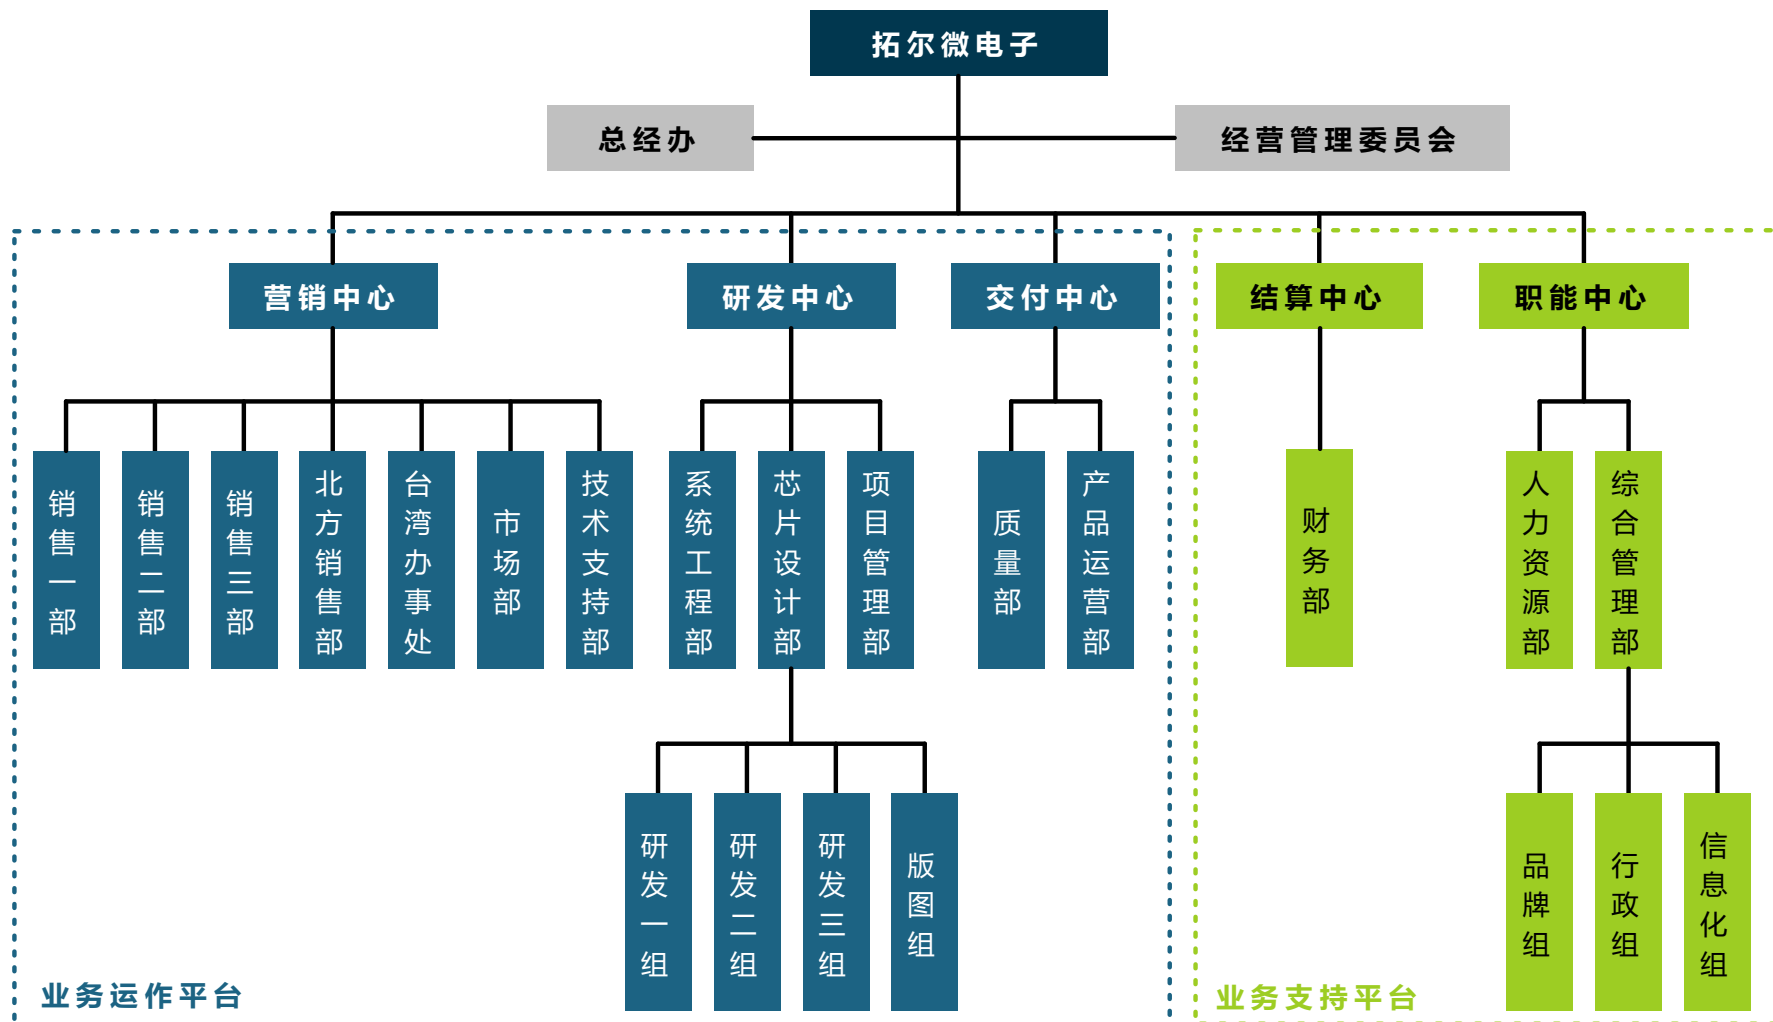 拓尔微电子
总经办
经营管理委员会
营销中心
研发中心
交付中心
结算中心
职能中心
销售一部
销售二部
销售三部
北方销售部
台湾办事处
市场部
技术支持部
系统工程部
芯片设计部
项目管理部
质量部
产品运营部
财务部
人力资源部
综合管理部
研发一组
研发二组
研发三组
版图组
品牌组
行政组
信息化组
业务运作平台
业务支持平台